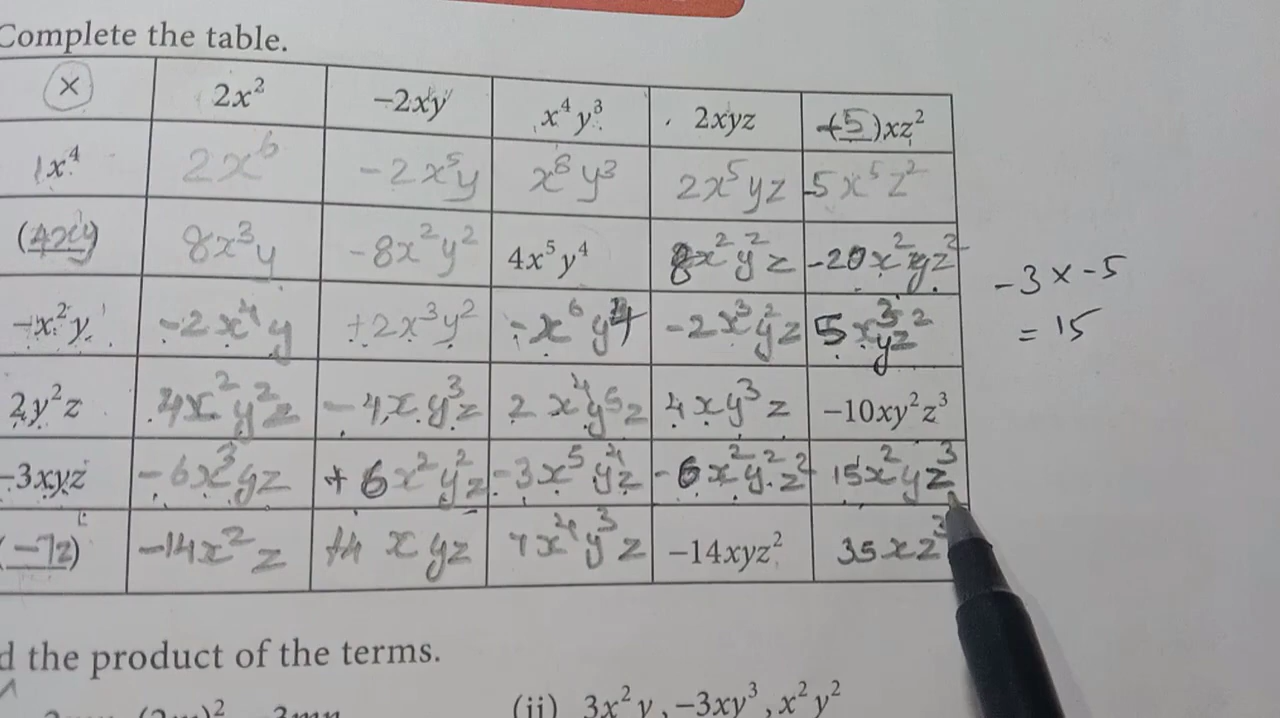 Complete the table.
× 2x² −2xy x⁴y³ 2xyz (−5)xz²
x⁴ 2x⁶ −2x⁵y x⁸y³ 2x⁵yz −5x⁵z²
(4xy) 8x³y −8x²y² 4x⁵y⁴ 8x²y²z −20x²yz²
−x²y −2x⁴y +2x³y² −x⁶y⁴ −2x³y²z 5x³yz²
2y²z 4x²y²z −4xy³z 2x⁴y⁵z 4xy³z −10xy²z³
−3xyz −6x³yz +6x²y²z −3x⁵y⁴z −6x²y²z² 15x²yz³
(−7z) −14x²z xyz 7x⁴y³z −14xyz² 35xz³
−3 × −5
= 15
d the product of the terms.
(ii) 3x²y, −3xy³, x²y²